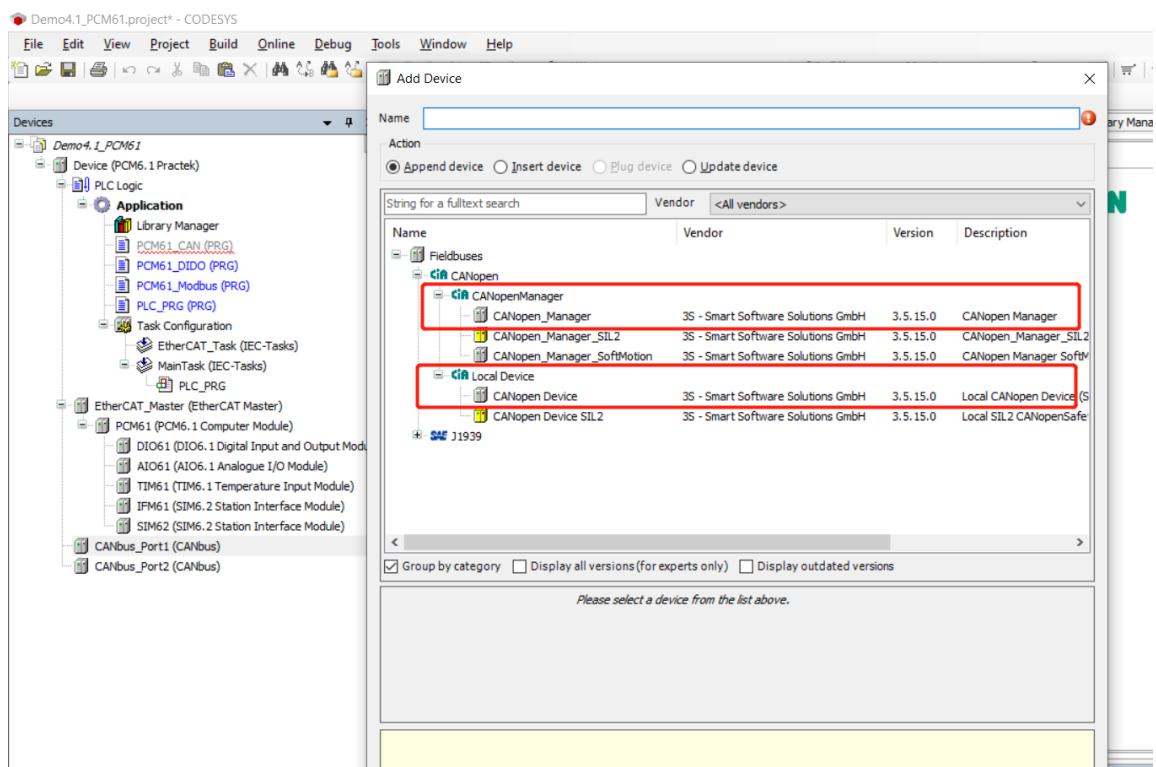 Demo4.1_PCM61.project* - CODESYS
File Edit View Project Build Online Debug Tools Window Help
Devices
Demo4.1_PCM61
Device (PCM6.1 Practek)
PLC Logic
Application
Library Manager
PCM61_CAN (PRG)
PCM61_DIDO (PRG)
PCM61_Modbus (PRG)
PLC_PRG (PRG)
Task Configuration
EtherCAT_Task (IEC-Tasks)
MainTask (IEC-Tasks)
PLC_PRG
EtherCAT_Master (EtherCAT Master)
PCM61 (PCM6.1 Computer Module)
DIO61 (DIO6.1 Digital Input and Output Modu
AIO61 (AIO6.1 Analogue I/O Module)
TIM61 (TIM6.1 Temperature Input Module)
IFM61 (SIM6.2 Station Interface Module)
SIM62 (SIM6.2 Station Interface Module)
CANbus_Port1 (CANbus)
CANbus_Port2 (CANbus)
Add Device
Name
Action
Append device Insert device Plug device Update device
String for a fulltext search Vendor <All vendors>
Name Vendor Version Description
Fieldbuses
CiA CANopen
CiA CANopenManager
CANopen_Manager 3S - Smart Software Solutions GmbH 3.5.15.0 CANopen Manager
CANopen_Manager_SIL2 3S - Smart Software Solutions GmbH 3.5.15.0 CANopen_Manager_SIL2
CANopen_Manager_SoftMotion 3S - Smart Software Solutions GmbH 3.5.15.0 CANopen Manager SoftM
CiA Local Device
CANopen Device 3S - Smart Software Solutions GmbH 3.5.15.0 Local CANopen Device (S
CANopen Device SIL2 3S - Smart Software Solutions GmbH 3.5.15.0 Local SIL2 CANopenSafe
SAE J1939
Group by category Display all versions (for experts only) Display outdated versions
Please select a device from the list above.
ary Mana
N